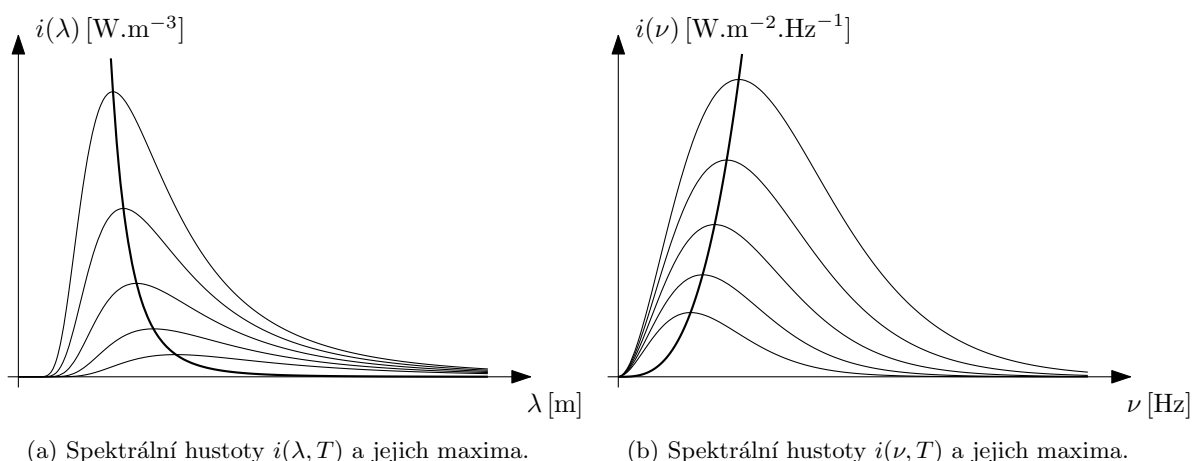 i(λ) [W.m⁻³]
i(ν) [W.m⁻².Hz⁻¹]
λ [m]
ν [Hz]
(a) Spektrální hustoty i(λ, T) a jejich maxima.
(b) Spektrální hustoty i(ν, T) a jejich maxima.